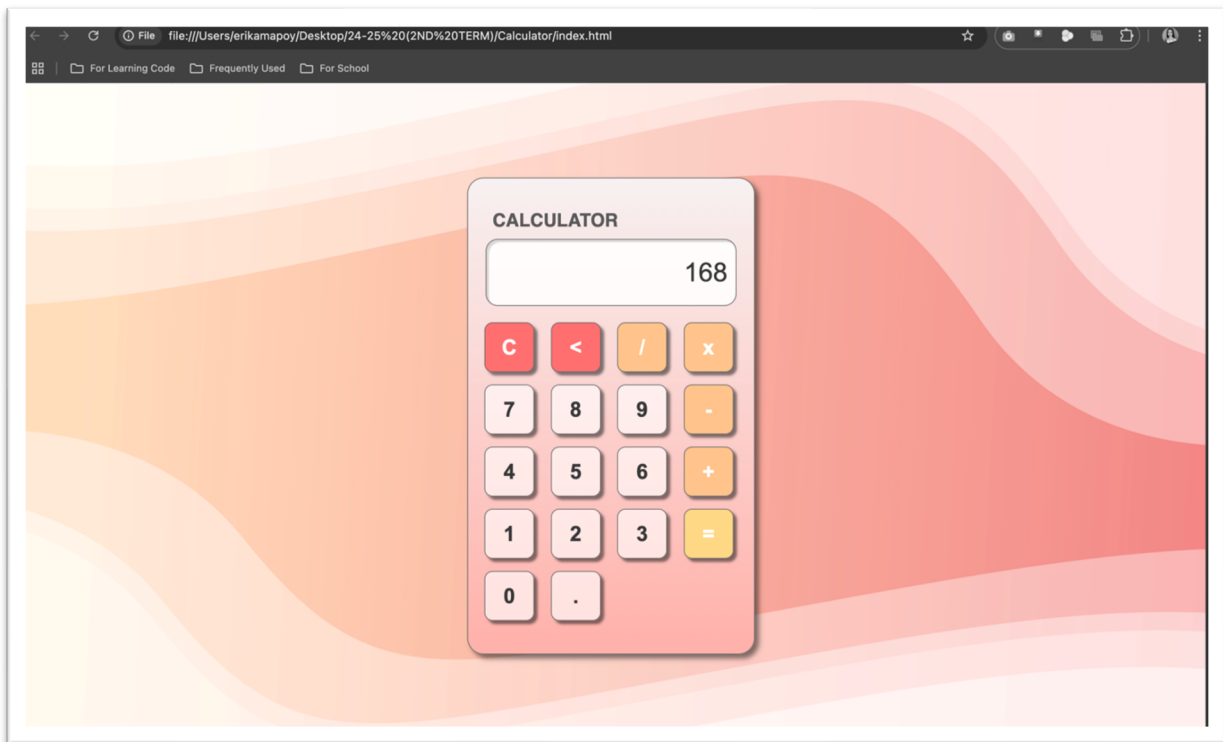 File file:///Users/erikamapoy/Desktop/24-25%20(2ND%20TERM)/Calculator/index.html
For Learning Code Frequently Used For School
CALCULATOR
168
C < / x
7 8 9 -
4 5 6 +
1 2 3 =
0 .